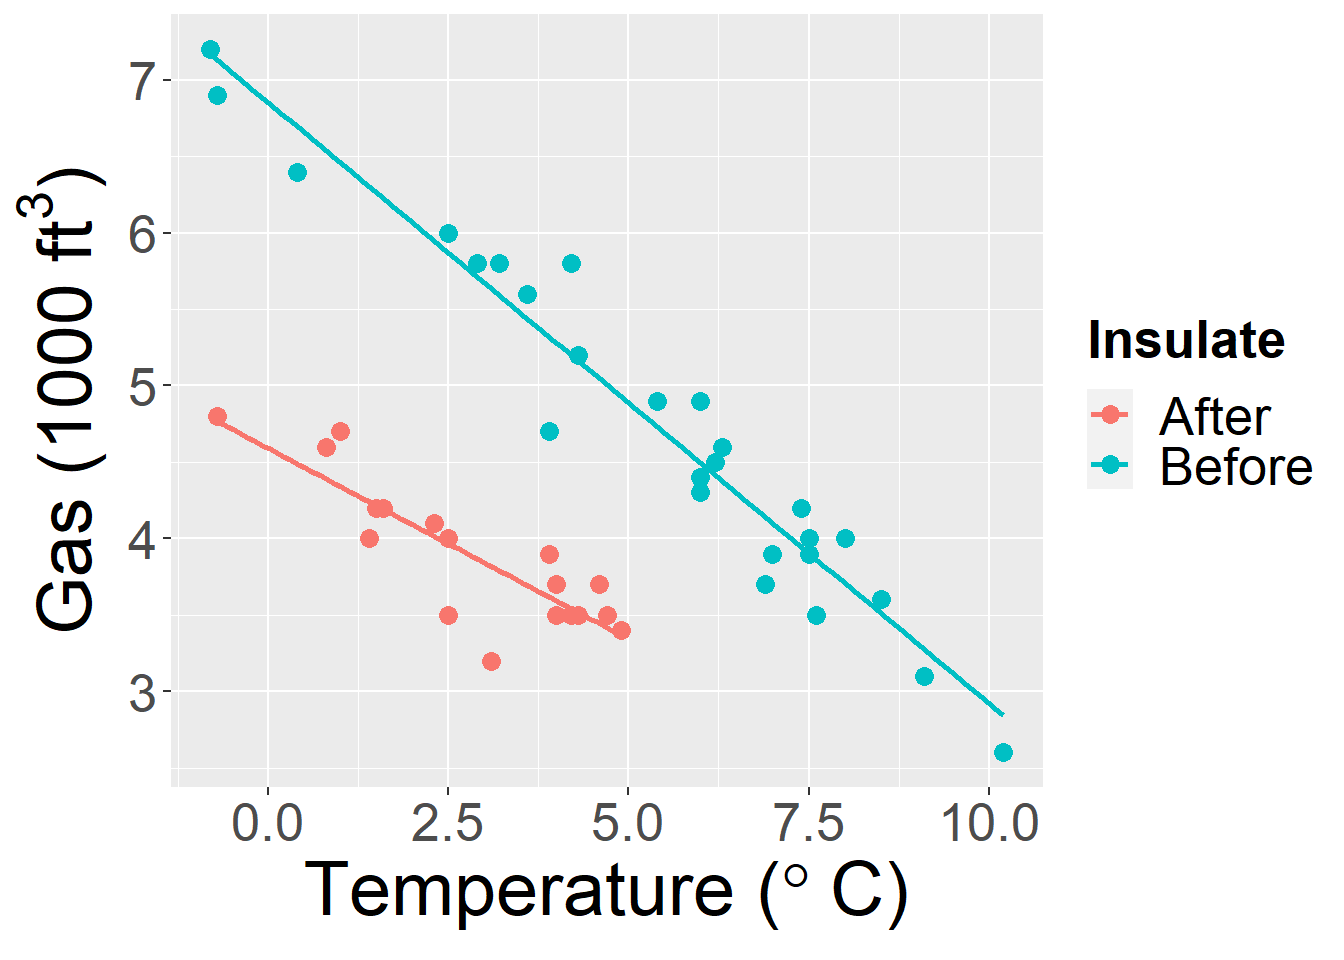 Gas (1000 ft³)
7
6
5
4
3
0.0 2.5 5.0 7.5 10.0
Temperature (° C)
Insulate
After
Before